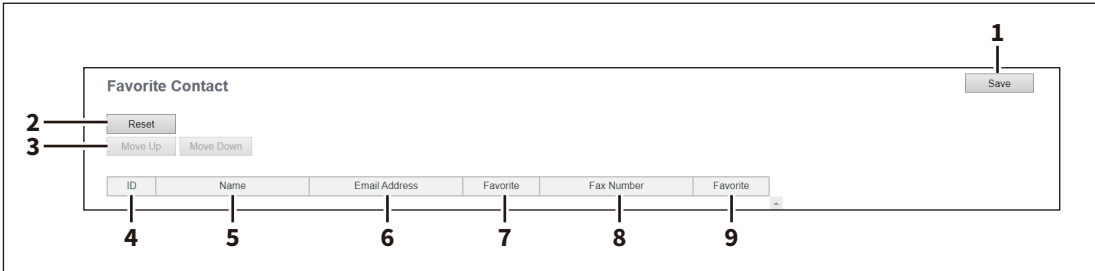 1
Favorite Contact Save
2 Reset
3 Move Up Move Down
ID Name Email Address Favorite Fax Number Favorite
4 5 6 7 8 9